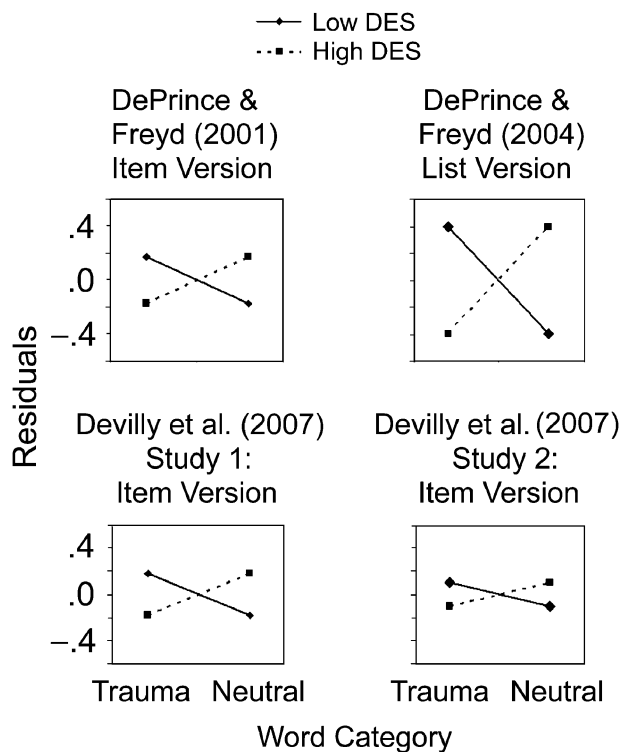 Low DES
High DES
DePrince &
Freyd (2001)
Item Version
DePrince &
Freyd (2004)
List Version
.4
.0
–.4
Residuals
Devilly et al. (2007)
Study 1:
Item Version
Devilly et al. (2007)
Study 2:
Item Version
.4
.0
–.4
Trauma Neutral
Trauma Neutral
Word Category